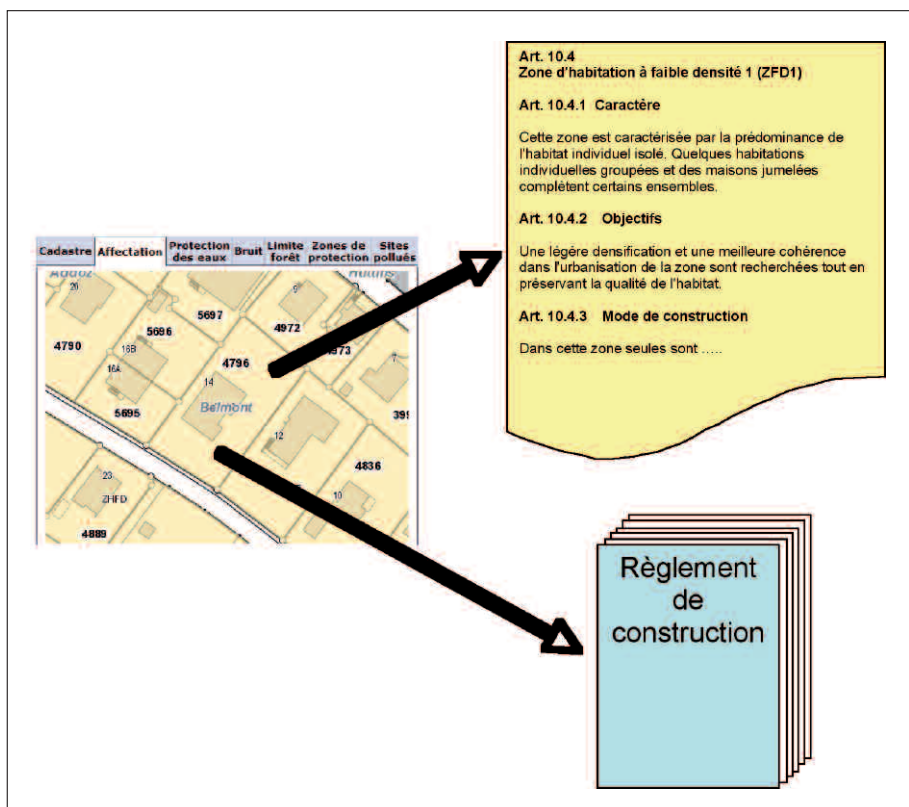 Art. 10.4
Zone d'habitation à faible densité 1 (ZFD1)
Art. 10.4.1 Caractère
Cette zone est caractérisée par la prédominance de
l'habitat individuel isolé. Quelques habitations
individuelles groupées et des maisons jumelées
complètent certains ensembles.
Art. 10.4.2 Objectifs
Une légére densification et une meilleure cohérence
dans l'urbanisation de la zone sont recherchées tout en
préservant la qualité de l'habitat.
Art. 10.4.3 Mode de construction
Dans cette zone seules sont .....
Cadastre Affectation Protection des eaux Bruit Limite forêt Zones de protection Sites pollués
26
9
5697
5696
4972
4790
16B
4796
4973
7
16A
14
Belmont
5695
12
4836
23
ZHFD
10
4889
Règlement
de
construction